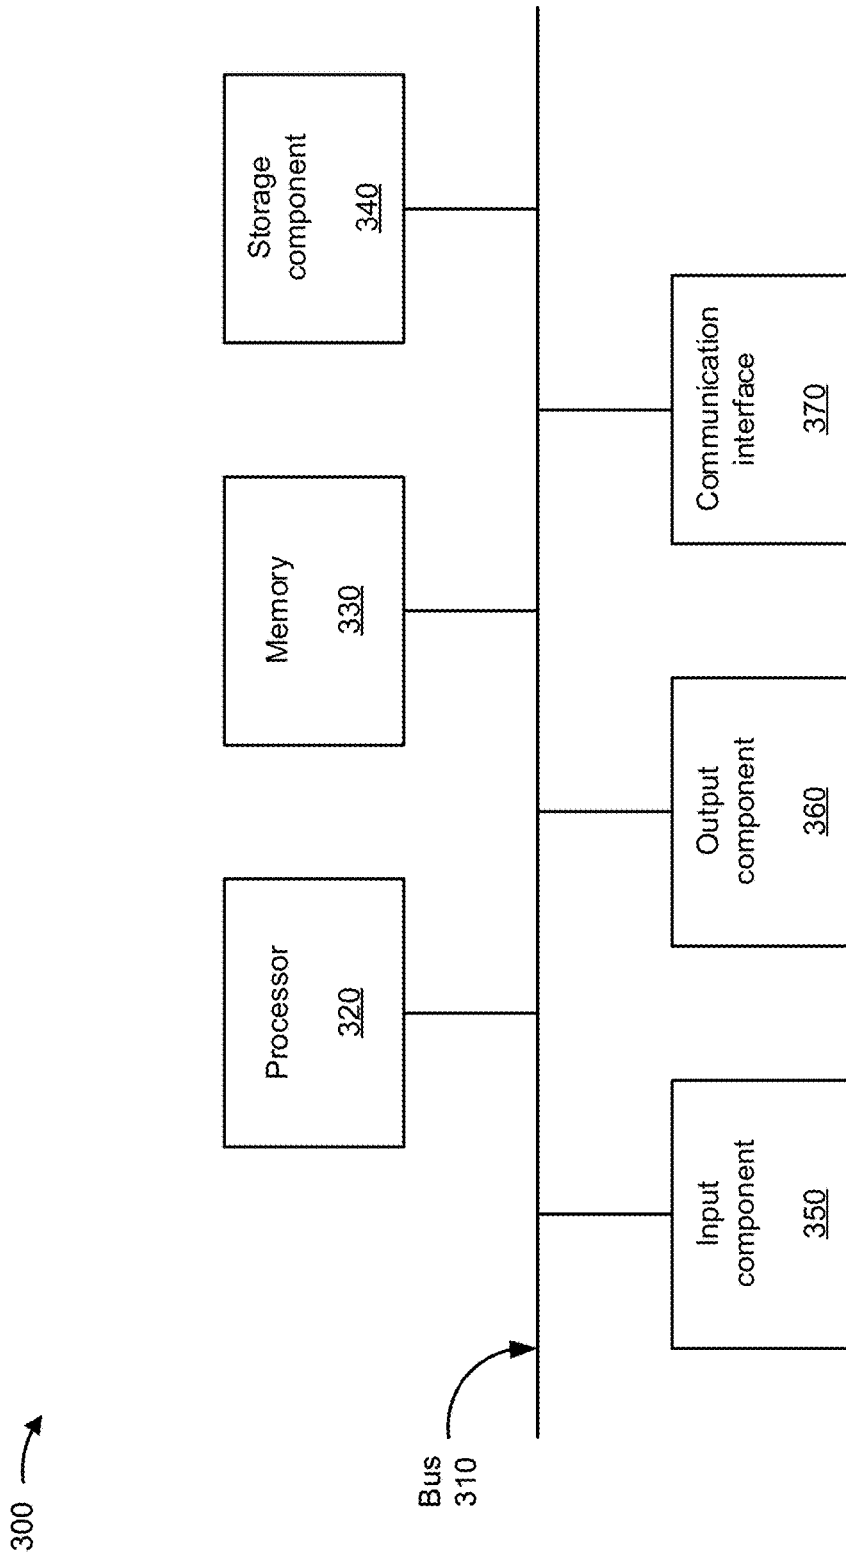 300
Processor
320
Memory
330
Storage
component
340
Bus
310
Input
component
350
Output
component
360
Communication
interface
370